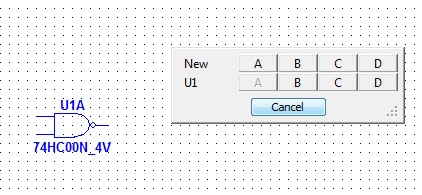 New A B C D
U1 A B C D
Cancel
U1A
74HC00N_4V